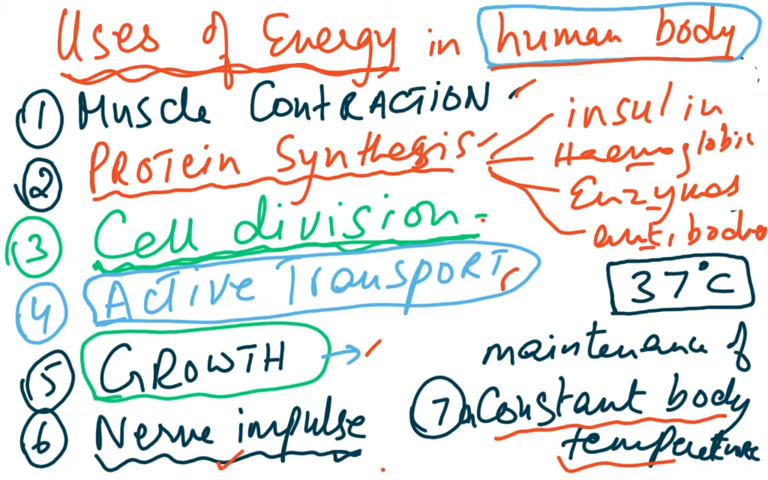 Uses of Energy in human body
① Muscle Contraction
② Protein Synthesis
insulin
Haemoglobin
Enzymes
antibodies
③ Cell division
④ Active Transport
37°C
⑤ GROWTH →
maintenance of
⑦ a Constant body
temperature
⑥ Nerve impulse